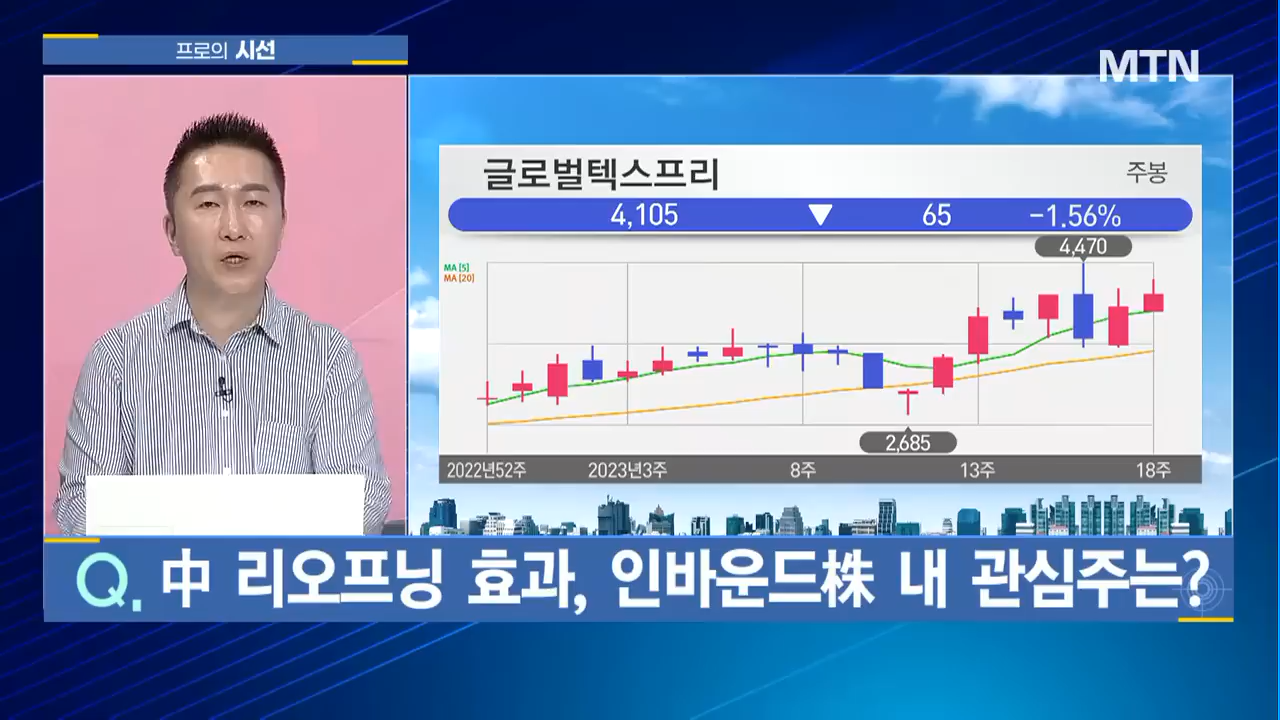 프로의 시선
MTN
글로벌텍스프리 주봉
4,105 ▼ 65 -1.56%
4,470
MA [5]
MA [20]
2,685
2022년52주 2023년3주 8주 13주 18주
Q. 中 리오프닝 효과, 인바운드株 내 관심주는?